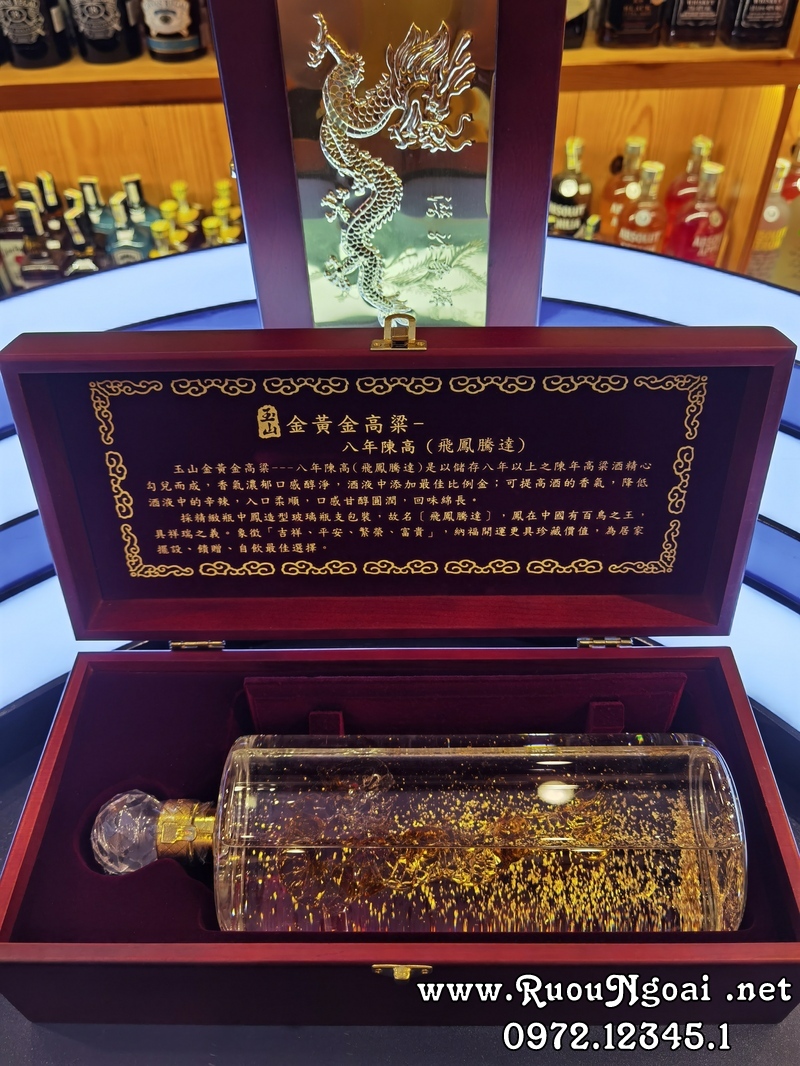 玉山
金黃金高粱-
八年陳高(飛鳳騰達)
玉山金黃金高粱---八年陳高(飛鳳騰達)是以儲存八年以上之陳年高粱酒精心
勾兌而成,香氣濃郁口感醇淨,酒液中添加最佳比例金;可提高酒的香氣,降低
酒液中的辛辣,入口柔順,口感甘醇圓潤,回味綿長。
採精緻瓶中鳳造型玻璃瓶支包裝,故名〔飛鳳騰達〕,鳳在中國有百鳥之王,
具祥瑞之義。象徵「吉祥、平安、繁榮、富貴」,納福開運更具珍藏價值,為居家
擺設、餽贈、自飲最佳選擇。
ABSOLUT
ABSOLUT
ABSOLUT
www.RuouNgoai .net
0972.12345.1